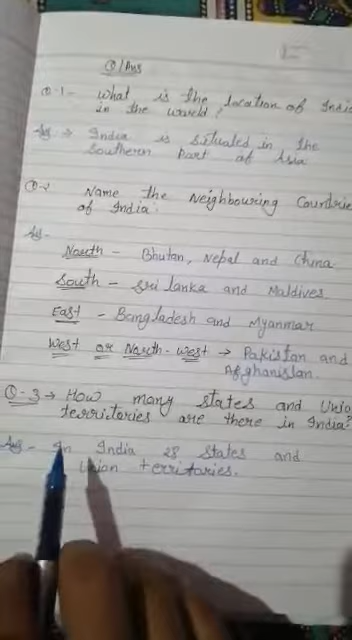 Q/Ans
Q.1- What is the location of India
in the world?
Ans → India is situated in the
Southern part of Asia
Q.2 Name the Neighbouring Countries
of India.
Ans-
North - Bhutan, Nepal and China
South - Sri lanka and Maldives
East - Bangladesh and Myanmar
West or North-west → Pakistan and
Afghanistan.
Q-3 → How many states and Unio
territories are there in India?
Ans - In India 28 States and
Union territories.